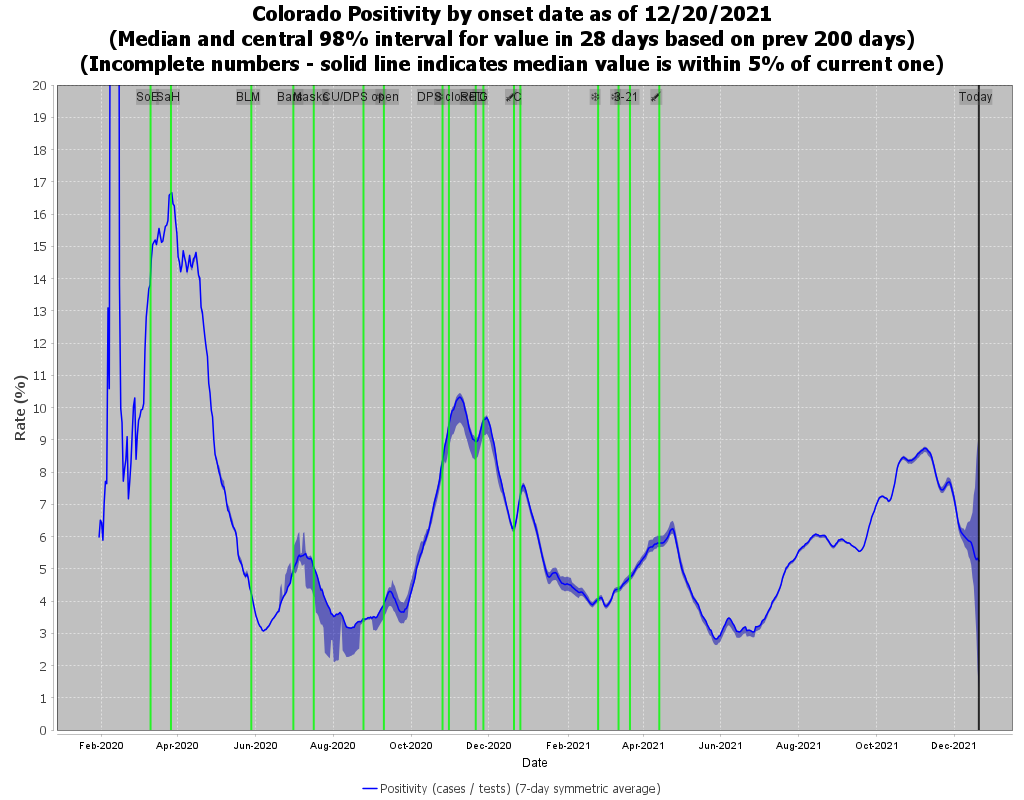 Colorado Positivity by onset date as of 12/20/2021
(Median and central 98% interval for value in 28 days based on prev 200 days)
(Incomplete numbers - solid line indicates median value is within 5% of current one)
SoE SaH BLM Bars Masks CU/DPS open DPS closed C 3-21 Today
20
19
18
17
16
15
14
13
12
11
10
9
8
7
6
5
4
3
2
1
0
Rate (%)
Feb-2020 Apr-2020 Jun-2020 Aug-2020 Oct-2020 Dec-2020 Feb-2021 Apr-2021 Jun-2021 Aug-2021 Oct-2021 Dec-2021
Date
Positivity (cases / tests) (7-day symmetric average)